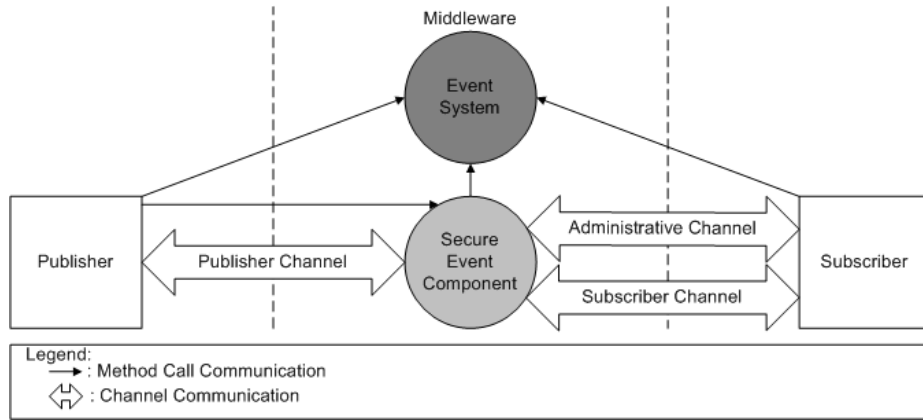 Middleware
Event
System
Publisher
Publisher Channel
Secure
Event
Component
Administrative Channel
Subscriber Channel
Subscriber
Legend:
: Method Call Communication
: Channel Communication